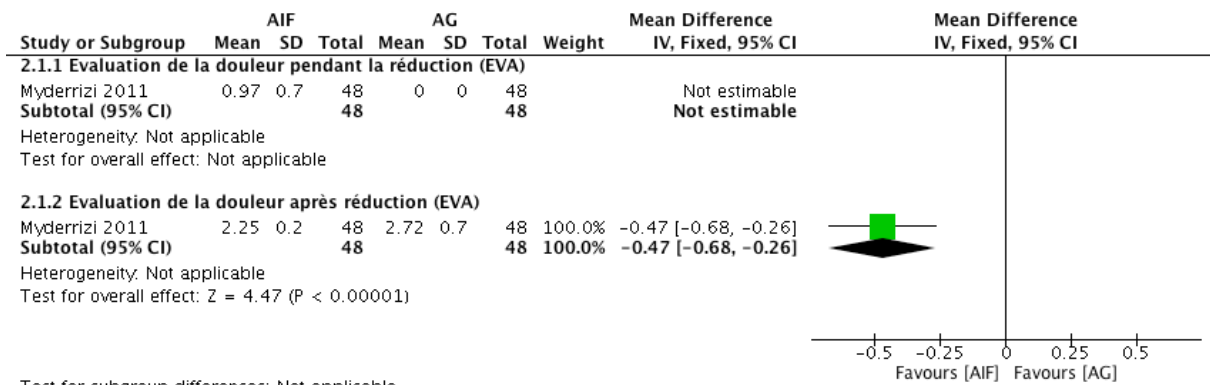 AIF AG Mean Difference Mean Difference
Study or Subgroup Mean SD Total Mean SD Total Weight IV, Fixed, 95% CI IV, Fixed, 95% CI
2.1.1 Evaluation de la douleur pendant la réduction (EVA)
Myderrizi 2011 0.97 0.7 48 0 0 48 Not estimable
Subtotal (95% CI) 48 48 Not estimable
Heterogeneity: Not applicable
Test for overall effect: Not applicable
2.1.2 Evaluation de la douleur après réduction (EVA)
Myderrizi 2011 2.25 0.2 48 2.72 0.7 48 100.0% -0.47 [-0.68, -0.26]
Subtotal (95% CI) 48 48 100.0% -0.47 [-0.68, -0.26]
Heterogeneity: Not applicable
Test for overall effect: Z = 4.47 (P < 0.00001)
-0.5 -0.25 0 0.25 0.5
Favours [AIF] Favours [AG]
Test for subgroup differences: Not applicable